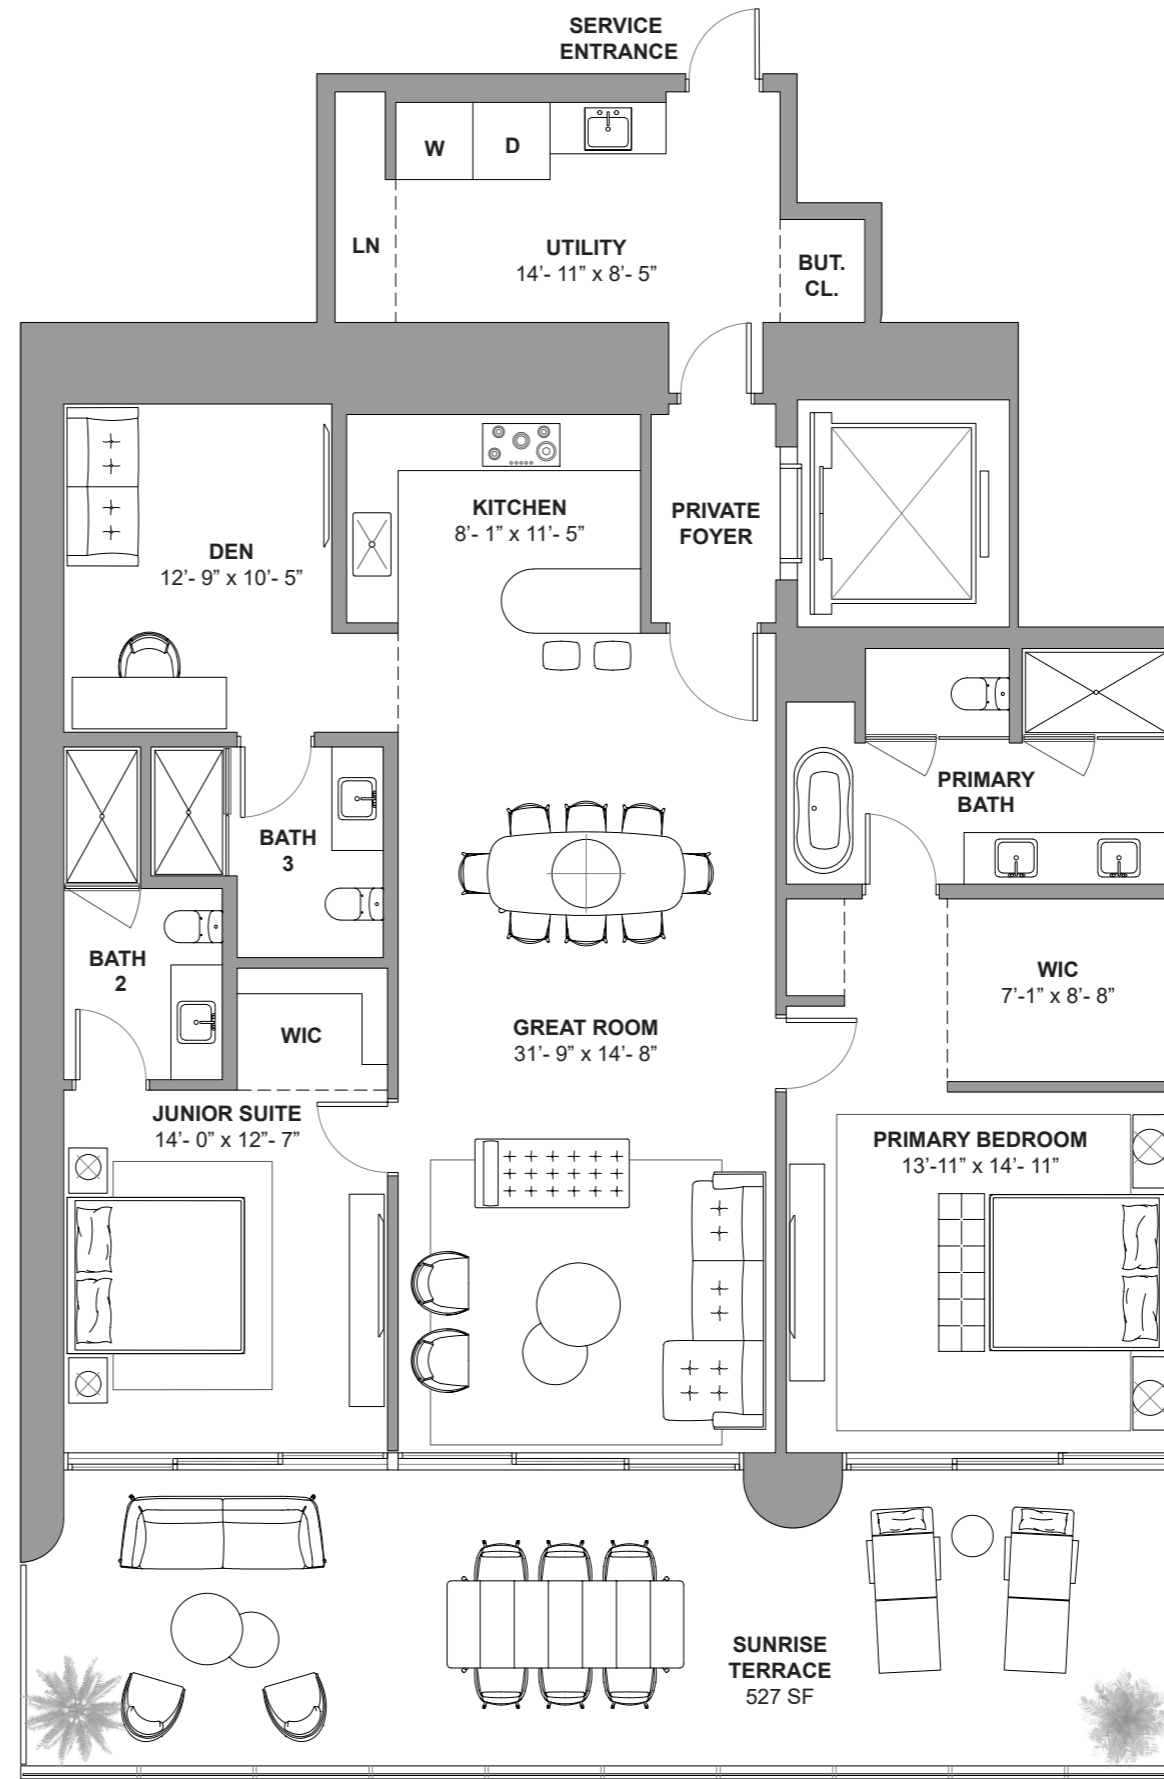 SERVICE
ENTRANCE
W
D
LN
UTILITY
14’- 11” x 8’- 5”
BUT.
CL.
KITCHEN
8’- 1” x 11’- 5”
PRIVATE
FOYER
DEN
12’- 9” x 10’- 5”
PRIMARY
BATH
BATH
3
BATH
2
WIC
7’-1” x 8’- 8”
WIC
GREAT ROOM
31’- 9” x 14’- 8”
JUNIOR SUITE
14’- 0” x 12”- 7”
PRIMARY BEDROOM
13’-11” x 14’- 11”
SUNRISE
TERRACE
527 SF